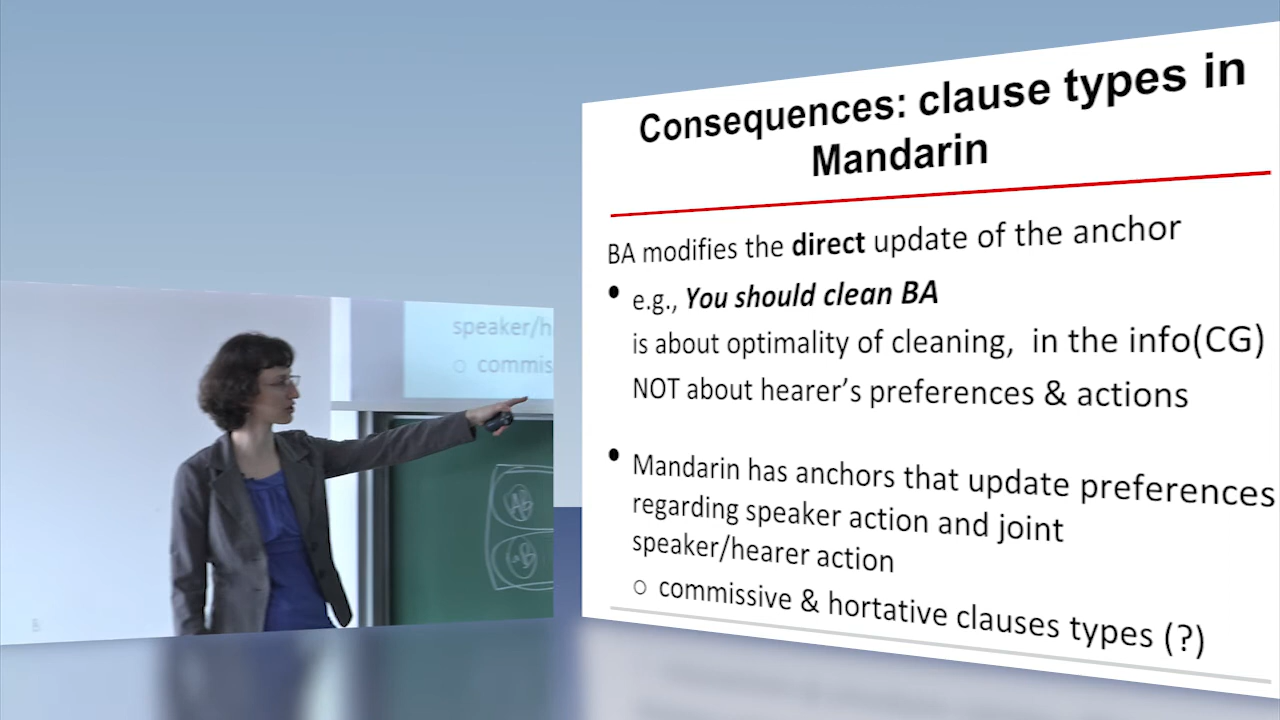 Consequences: clause types in
Mandarin
BA modifies the direct update of the anchor
• e.g., You should clean BA
is about optimality of cleaning, in the info(CG)
NOT about hearer's preferences & actions
• Mandarin has anchors that update preferences
regarding speaker action and joint
speaker/hearer action
○ commissive & hortative clauses types (?)
speaker/h
○ commis